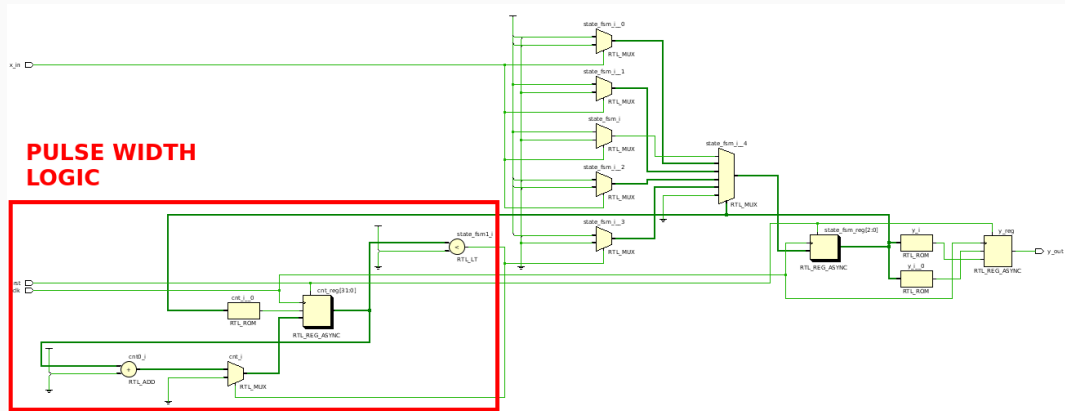 state_fsm_i__0
RTL_MUX
x_in
state_fsm_i__1
RTL_MUX
state_fsm_i
RTL_MUX
state_fsm_i__4
RTL_MUX
PULSE WIDTH
LOGIC
state_fsm_i__2
RTL_MUX
state_fsm_i__3
RTL_MUX
state_fsm1_i
<
RTL_LT
state_fsm_reg[2:0]
RTL_REG_ASYNC
y_i
RTL_ROM
y_i__0
RTL_ROM
y_reg
RTL_REG_ASYNC
y_out
rst
clk
cnt_i__0
RTL_ROM
cnt_reg[31:0]
RTL_REG_ASYNC
cnt0_i
+
RTL_ADD
cnt_i
RTL_MUX